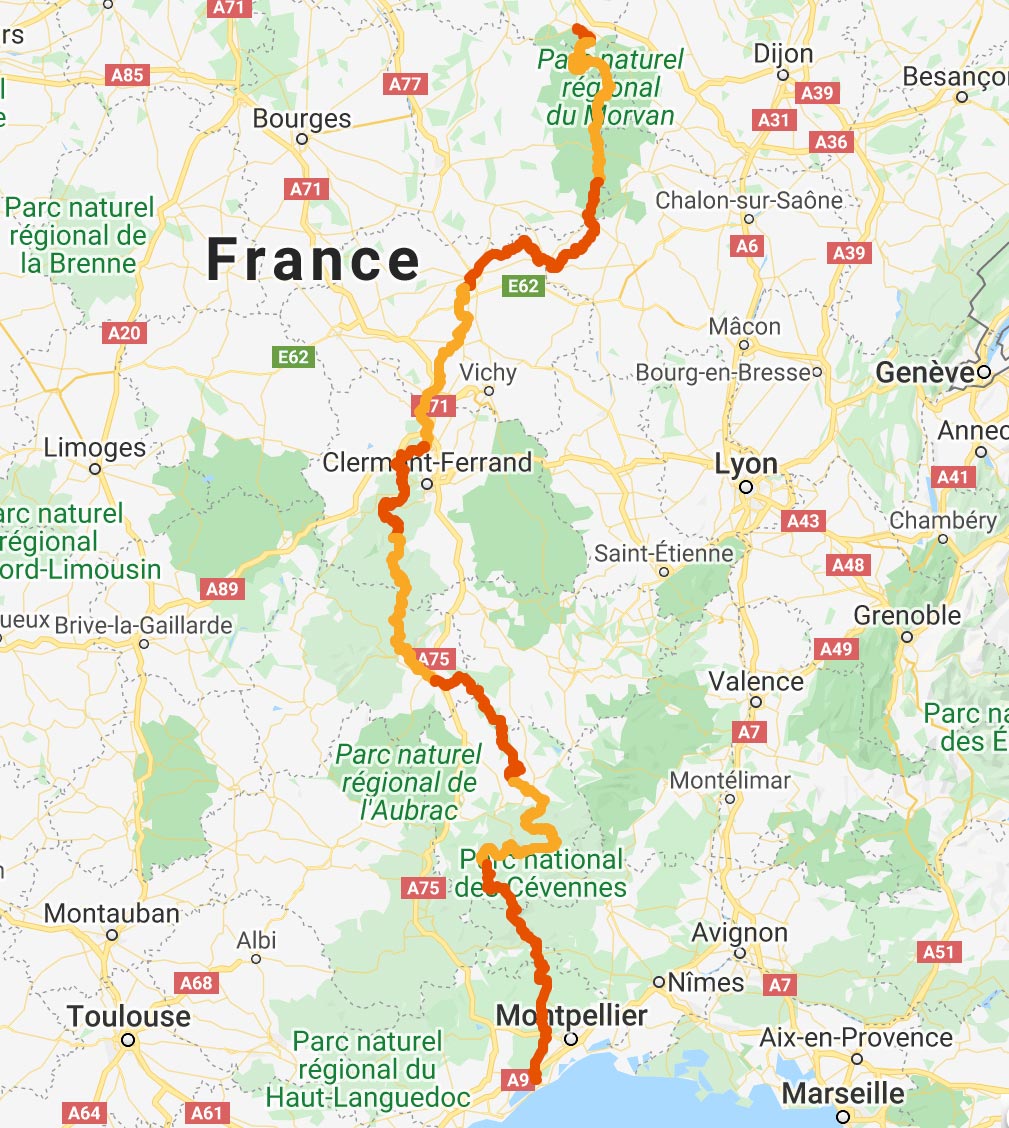 A71
rs
Dijon
A85
A77
Parc naturel
régional
du Morvan
Besanço
A39
Bourges
A31
A36
A71
Chalon-sur-Saône
Parc naturel
régional de
la Brenne
France
A6
A39
E62
A20
Mâcon
E62
Vichy
Bourg-en-Bresse
Genève
A71
Annec
Limoges
Clermont-Ferrand
Lyon
A41
arc naturel
régional
ord-Limousin
A43
Chambéry
Saint-Étienne
A48
A89
ueux
Brive-la-Gaillarde
Grenoble
A75
A49
Valence
Parc na
des É
A7
Parc naturel
régional de
l'Aubrac
Montélimar
Parc national
des Cévennes
A75
n
Montauban
Albi
Avignon
A51
A68
Nîmes
A7
Toulouse
Montpellier
Parc naturel
régional du
Haut-Languedoc
Aix-en-Provence
A9
Marseille
A64
A61